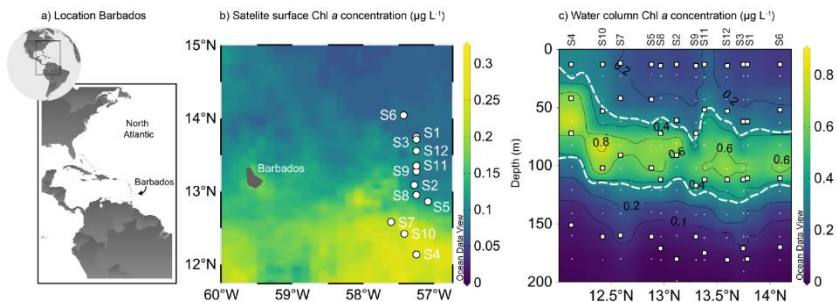 a) Location Barbados
North
Atlantic
Barbados
b) Satelite surface Chl a concentration (µg L⁻¹)
15°N
14°N
13°N
12°N
60°W
59°W
58°W
57°W
Barbados
S6
S1
S3
S12
S11
S9
S2
S8
S5
S7
S10
S4
Ocean Data View
0.3
0.25
0.2
0.15
0.1
0.05
0
c) Water column Chl a concentration (µg L⁻¹)
S4
S10
S7
S5
S8
S2
S9
S11
S12
S3
S1
S6
Depth (m)
0
50
100
150
200
0.2
0.2
0.4
0.8
0.6
0.6
0.6
0.4
0.2
0.1
12.5°N
13°N
13.5°N
14°N
Ocean Data View
0.8
0.6
0.4
0.2
0